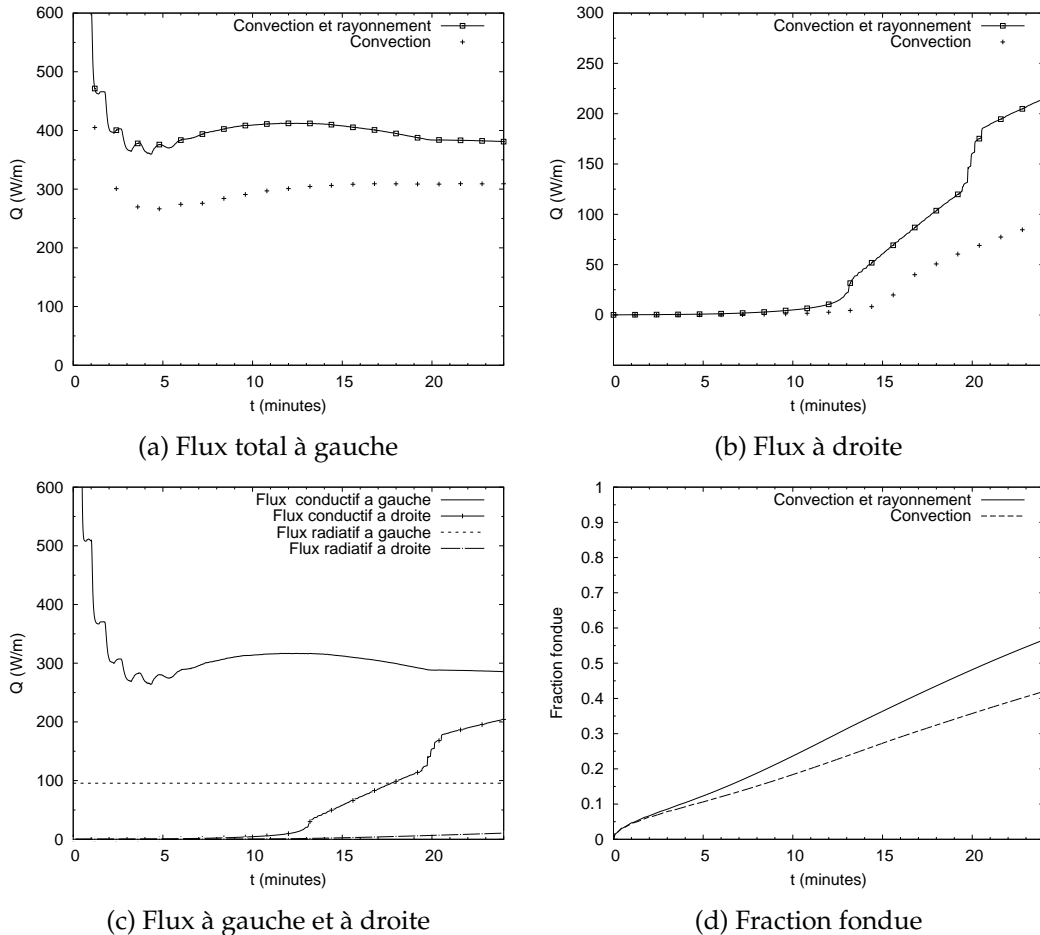 Convection et rayonnement
Convection
Q (W/m)
600
500
400
300
200
100
0
0 5 10 15 20
t (minutes)
(a) Flux total à gauche
Convection et rayonnement
Convection
Q (W/m)
300
250
200
150
100
50
0
0 5 10 15 20
t (minutes)
(b) Flux à droite
Flux conductif a gauche
Flux conductif a droite
Flux radiatif a gauche
Flux radiatif a droite
Q (W/m)
600
500
400
300
200
100
0
0 5 10 15 20
t (minutes)
(c) Flux à gauche et à droite
Convection et rayonnement
Convection
Fraction fondue
1
0.9
0.8
0.7
0.6
0.5
0.4
0.3
0.2
0.1
0
0 5 10 15 20
t (minutes)
(d) Fraction fondue